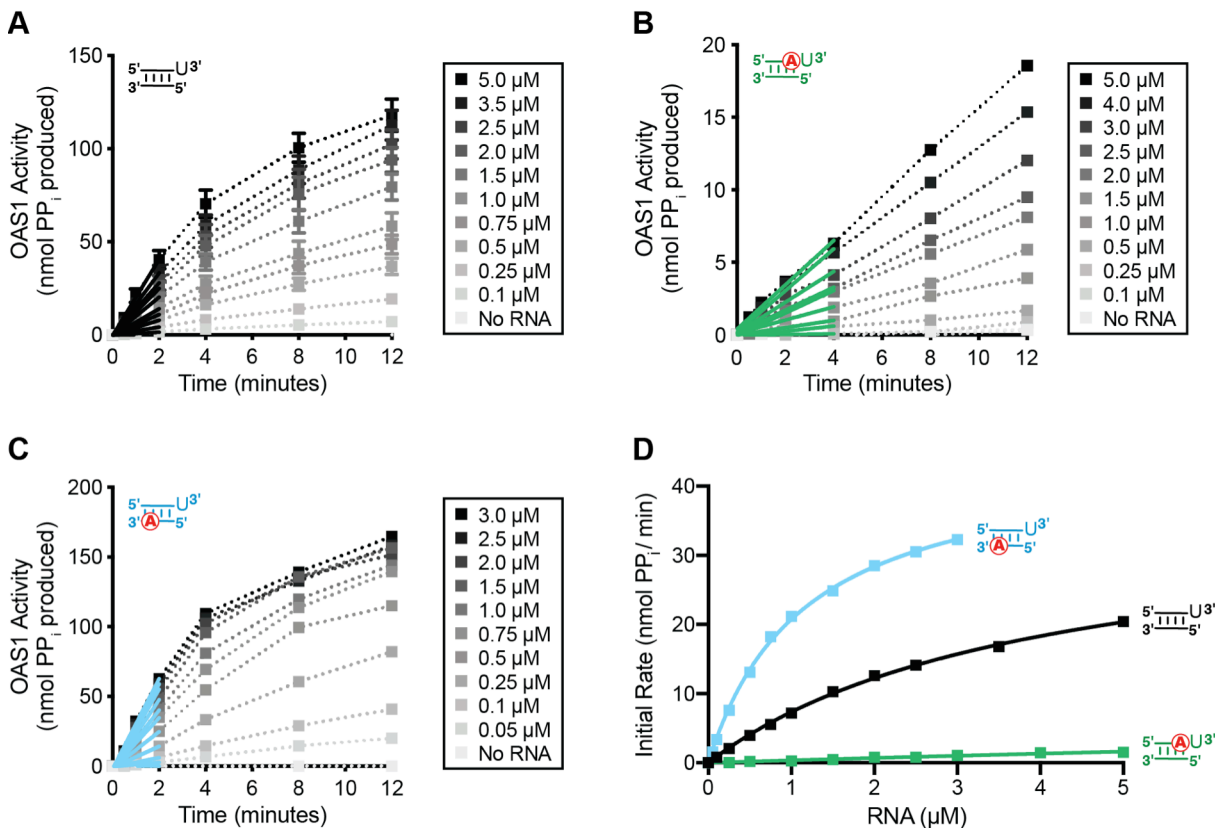 A
5' U3'
3' 5'
150
100
50
0
OAS1 Activity
(nmol PPi produced)
0 2 4 6 8 10 12
Time (minutes)
5.0 µM
3.5 µM
2.5 µM
2.0 µM
1.5 µM
1.0 µM
0.75 µM
0.5 µM
0.25 µM
0.1 µM
No RNA
B
5' A U3'
3' 5'
20
15
10
5
0
OAS1 Activity
(nmol PPi produced)
0 2 4 6 8 10 12
Time (minutes)
5.0 µM
4.0 µM
3.0 µM
2.5 µM
2.0 µM
1.5 µM
1.0 µM
0.5 µM
0.25 µM
0.1 µM
No RNA
C
5' U3'
3' A 5'
200
150
100
50
0
OAS1 Activity
(nmol PPi produced)
0 2 4 6 8 10 12
Time (minutes)
3.0 µM
2.5 µM
2.0 µM
1.5 µM
1.0 µM
0.75 µM
0.5 µM
0.25 µM
0.1 µM
0.05 µM
No RNA
D
40
30
20
10
0
Initial Rate (nmol PPi/min)
0 1 2 3 4 5
RNA (µM)
5' U3'
3' A 5'
5' U3'
3' 5'
5' A U3'
3' 5'